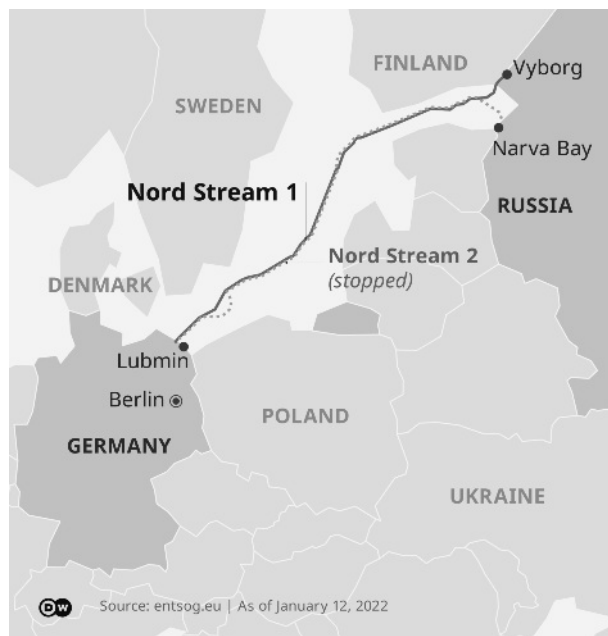 FINLAND
Vyborg
SWEDEN
Narva Bay
Nord Stream 1
RUSSIA
Nord Stream 2
(stopped)
DENMARK
Lubmin
Berlin
POLAND
GERMANY
UKRAINE
DW Source: entsog.eu | As of January 12, 2022